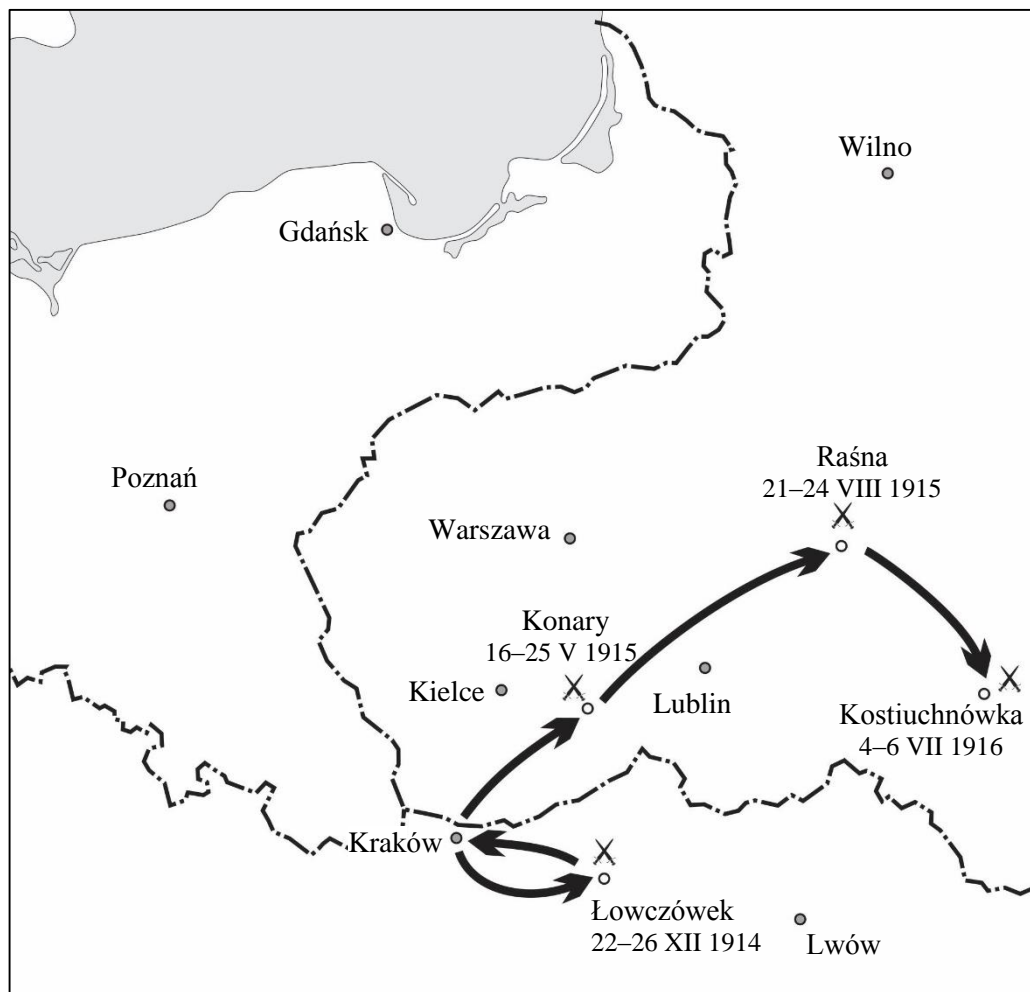 Wilno
Gdańsk
Poznań
Raśna
21–24 VIII 1915
Warszawa
Konary
16–25 V 1915
Kielce
Lublin
Kostiuchnówka
4–6 VII 1916
Kraków
Łowczówek
22–26 XII 1914
Lwów